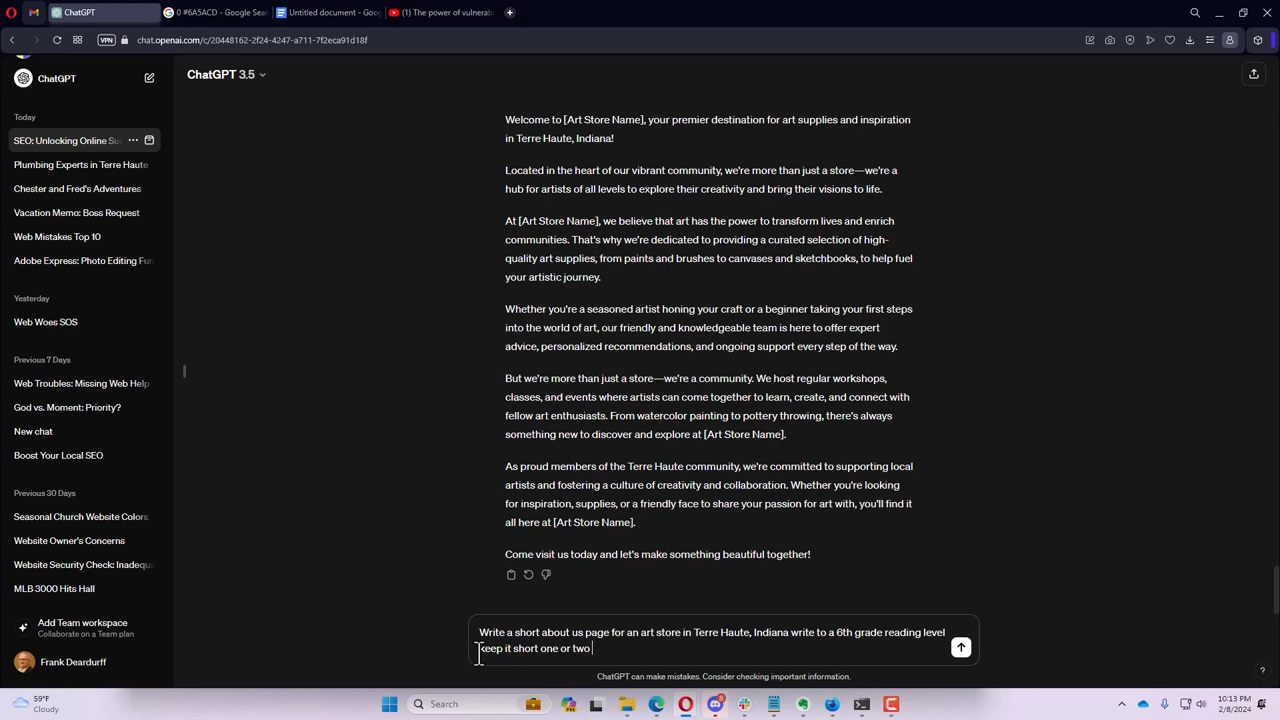 ChatGPT
0 #6A5ACD - Google Sear
Untitled document - Goog
(1) The power of vulnerab
VPN
chat.openai.com/c/20448162-2f24-4247-a711-7f2eca91d18f
ChatGPT
Today
SEO: Unlocking Online Suc
Plumbing Experts in Terre Haute
Chester and Fred's Adventures
Vacation Memo: Boss Request
Web Mistakes Top 10
Adobe Express: Photo Editing Fun
Yesterday
Web Woes SOS
Previous 7 Days
Web Troubles: Missing Web Help
God vs. Moment: Priority?
New chat
Boost Your Local SEO
Previous 30 Days
Seasonal Church Website Colors
Website Owner's Concerns
Website Security Check: Inadequa
MLB 3000 Hits Hall
Add Team workspace
Collaborate on a Team plan
Frank Deardurff
ChatGPT 3.5
Welcome to [Art Store Name], your premier destination for art supplies and inspiration
in Terre Haute, Indiana!
Located in the heart of our vibrant community, we're more than just a store—we're a
hub for artists of all levels to explore their creativity and bring their visions to life.
At [Art Store Name], we believe that art has the power to transform lives and enrich
communities. That's why we're dedicated to providing a curated selection of high-
quality art supplies, from paints and brushes to canvases and sketchbooks, to help fuel
your artistic journey.
Whether you're a seasoned artist honing your craft or a beginner taking your first steps
into the world of art, our friendly and knowledgeable team is here to offer expert
advice, personalized recommendations, and ongoing support every step of the way.
But we're more than just a store—we're a community. We host regular workshops,
classes, and events where artists can come together to learn, create, and connect with
fellow art enthusiasts. From watercolor painting to pottery throwing, there's always
something new to discover and explore at [Art Store Name].
As proud members of the Terre Haute community, we're committed to supporting local
artists and fostering a culture of creativity and collaboration. Whether you're looking
for inspiration, supplies, or a friendly face to share your passion for art with, you'll find it
all here at [Art Store Name].
Come visit us today and let's make something beautiful together!
Write a short about us page for an art store in Terre Haute, Indiana write to a 6th grade reading level
keep it short one or two
ChatGPT can make mistakes. Consider checking important information.
?
59°F
Cloudy
Search
10:13 PM
2/8/2024